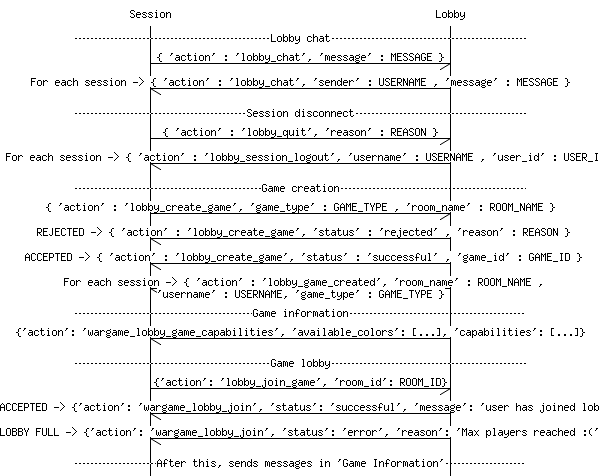 Session Lobby
Lobby chat
{ 'action' : 'lobby_chat', 'message' : MESSAGE }
For each session -> { 'action' : 'lobby_chat', 'sender' : USERNAME , 'message' : MESSAGE }
Session disconnect
{ 'action' : 'lobby_quit', 'reason' : REASON }
For each session -> { 'action' : 'lobby_session_logout', 'username' : USERNAME , 'user_id' : USER_I
Game creation
{ 'action' : 'lobby_create_game', 'game_type' : GAME_TYPE , 'room_name' : ROOM_NAME }
REJECTED -> { 'action' : 'lobby_create_game', 'status' : 'rejected' , 'reason' : REASON }
ACCEPTED -> { 'action' : 'lobby_create_game', 'status' : 'successful' , 'game_id' : GAME_ID }
For each session -> { 'action' : 'lobby_game_created', 'room_name' : ROOM_NAME ,
'username' : USERNAME, 'game_type' : GAME_TYPE }
Game information
{'action': 'wargame_lobby_game_capabilities', 'available_colors': [...], 'capabilities': [...]}
Game lobby
{'action': 'lobby_join_game', 'room_id': ROOM_ID}
ACCEPTED -> {'action': 'wargame_lobby_join', 'status': 'successful', 'message': 'user has joined lob
LOBBY FULL -> {'action': 'wargame_lobby_join', 'status': 'error', 'reason': 'Max players reached :('
After this, sends messages in 'Game Information'